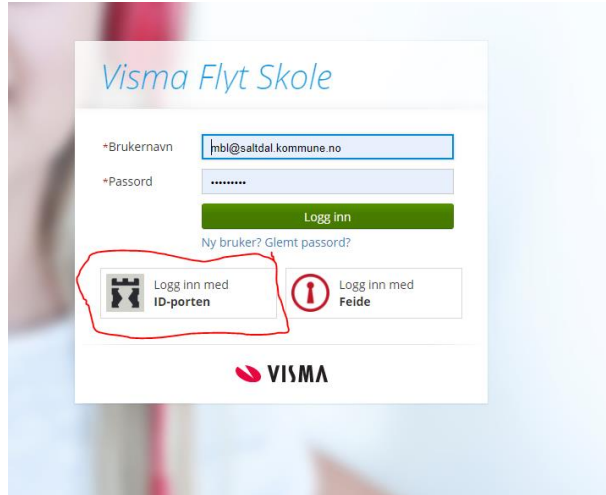 Visma Flyt Skole
*Brukernavn
mbl@saltdal.kommune.no
*Passord
•••••••••
Logg inn
Ny bruker? Glemt passord?
Logg inn med
ID-porten
Logg inn med
Feide
VISMA